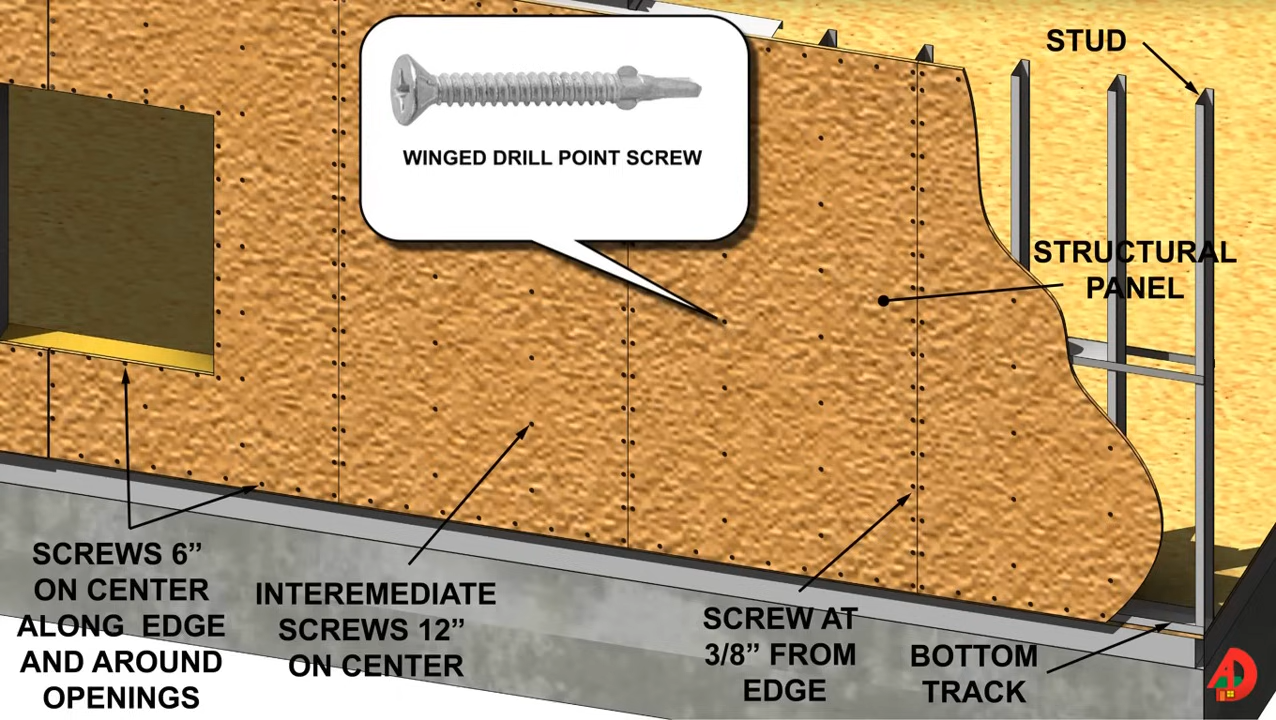 STUD
WINGED DRILL POINT SCREW
STRUCTURAL
PANEL
SCREWS 6”
ON CENTER
ALONG EDGE
AND AROUND
OPENINGS
INTEREMEDIATE
SCREWS 12”
ON CENTER
SCREW AT
3/8” FROM
EDGE
BOTTOM
TRACK